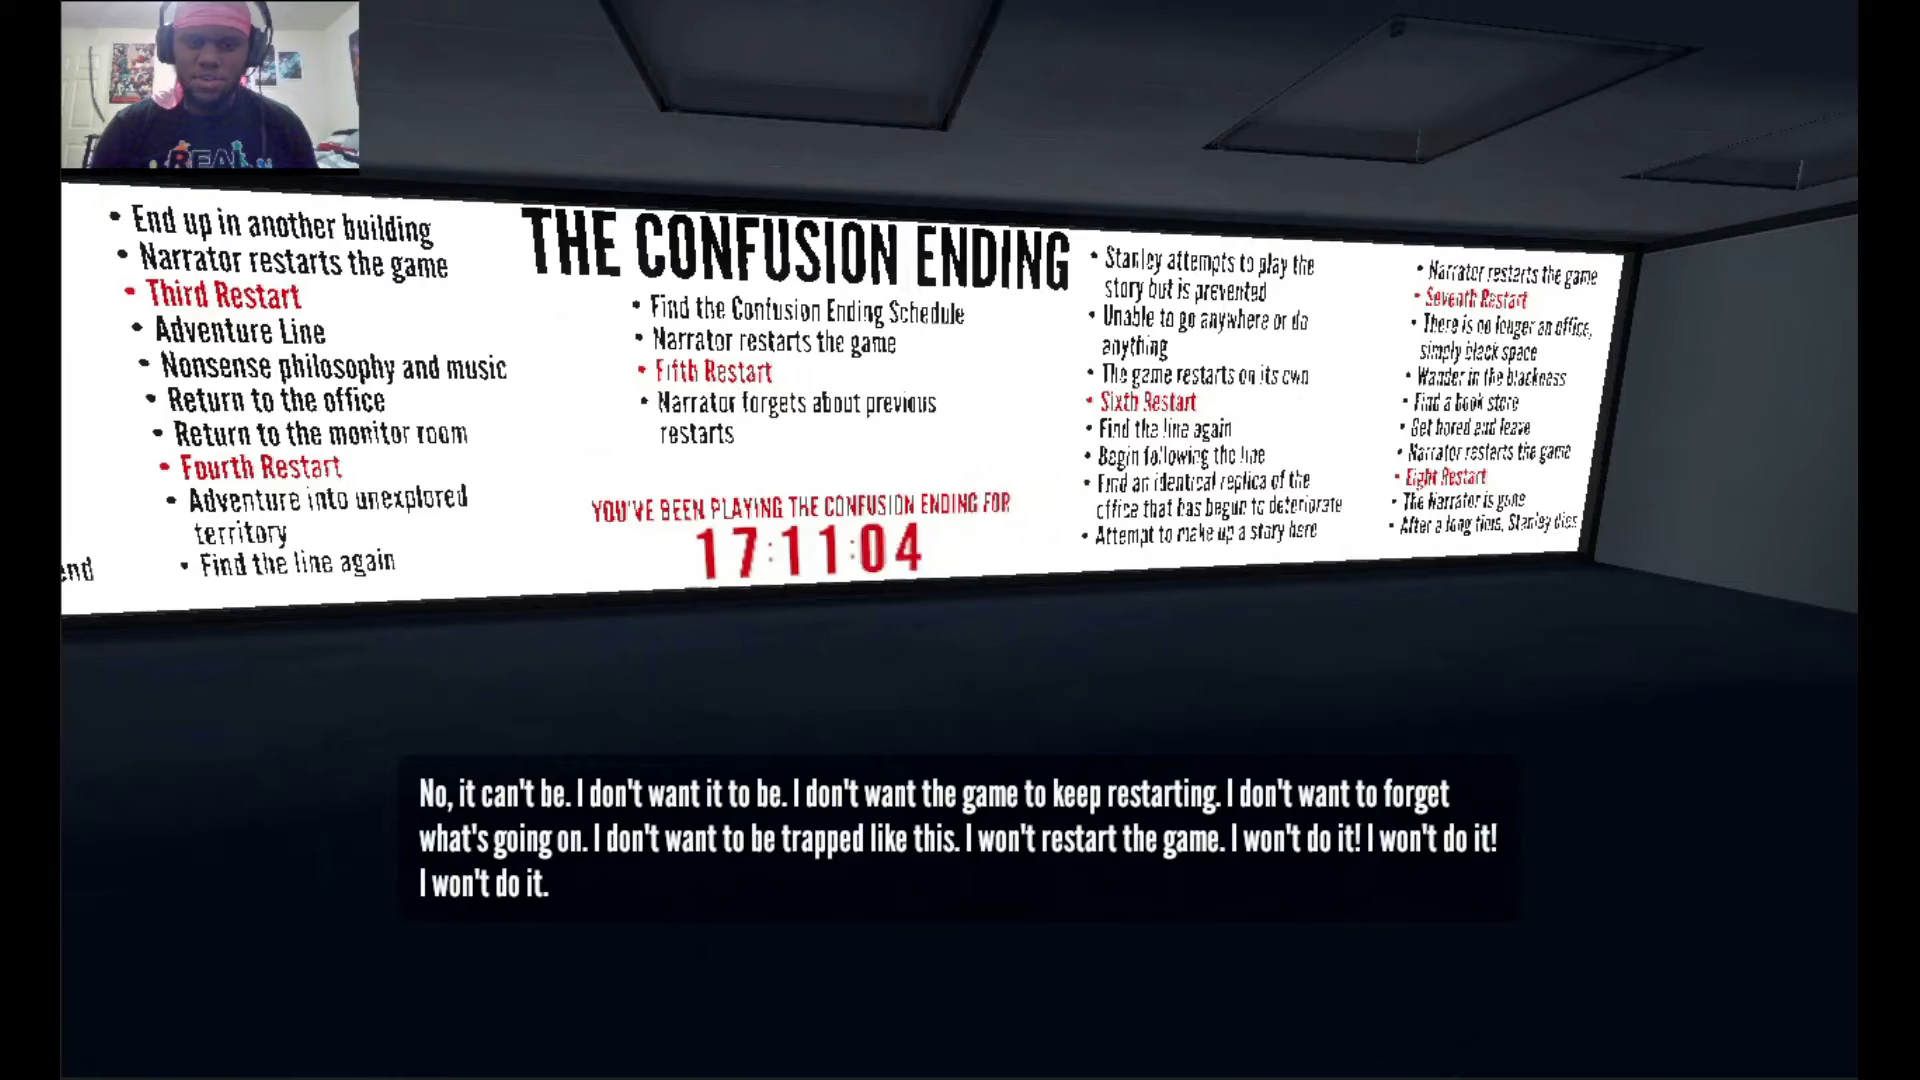 REAL
• End up in another building
• Narrator restarts the game
• Third Restart
• Adventure Line
• Nonsense philosophy and music
• Return to the office
• Return to the monitor room
• Fourth Restart
• Adventure into unexplored
territory
• Find the line again
end
THE CONFUSION ENDING
• Find the Confusion Ending Schedule
• Narrator restarts the game
• Fifth Restart
• Narrator forgets about previous
restarts
YOU'VE BEEN PLAYING THE CONFUSION ENDING FOR
17:11:04
• Stanley attempts to play the
story but is prevented
• Unable to go anywhere or do
anything
• The game restarts on its own
• Sixth Restart
• Find the line again
• Begin following the line
• Find an identical replica of the
office that has begun to deteriorate
• Attempt to make up a story here
• Narrator restarts the game
• Seventh Restart
• There is no longer an office,
simply black space
• Wander in the blackness
• Find a book store
• Get bored and leave
• Narrator restarts the game
• Eight Restart
• The Narrator is gone
• After a long time, Stanley dies
No, it can't be. I don't want it to be. I don't want the game to keep restarting. I don't want to forget
what's going on. I don't want to be trapped like this. I won't restart the game. I won't do it! I won't do it!
I won't do it.